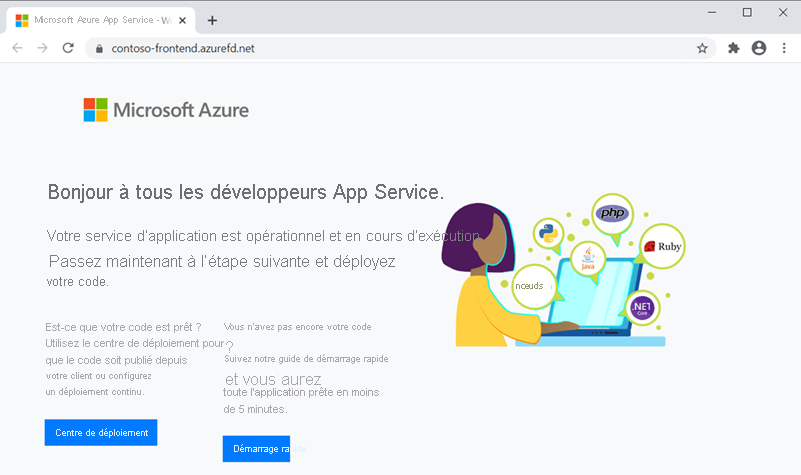 Microsoft Azure App Service - W
contoso-frontend.azurefd.net
Microsoft Azure
Bonjour à tous les développeurs App Service.
Votre service d'application est opérationnel et en cours d'exécution
Passez maintenant à l'étape suivante et déployez
votre code.
Est-ce que votre code est prêt ?
Utilisez le centre de déploiement pour
que le code soit publié depuis
votre client ou configurez
un déploiement continu.
Centre de déploiement
Vous n'avez pas encore votre code
?
Suivez notre guide de démarrage rapide
et vous aurez
toute l'application prête en moins
de 5 minutes.
Démarrage rapide
php
Ruby
Java
nœuds
.NET
Core